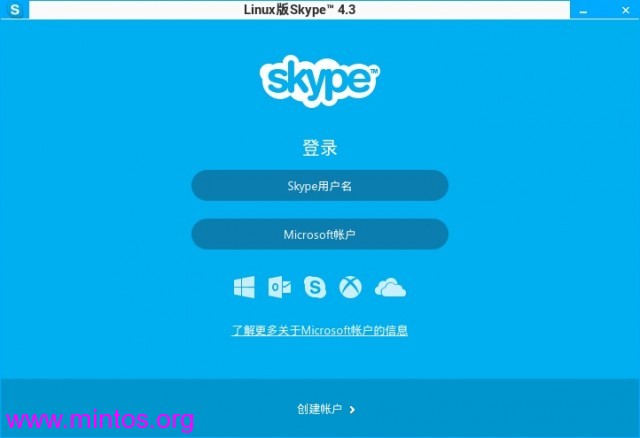 S Linux版Skype™ 4.3
skype™
登录
Skype用户名
Microsoft帐户
S
了解更多关于Microsoft帐户的信息
创建帐户
www.mintos.org